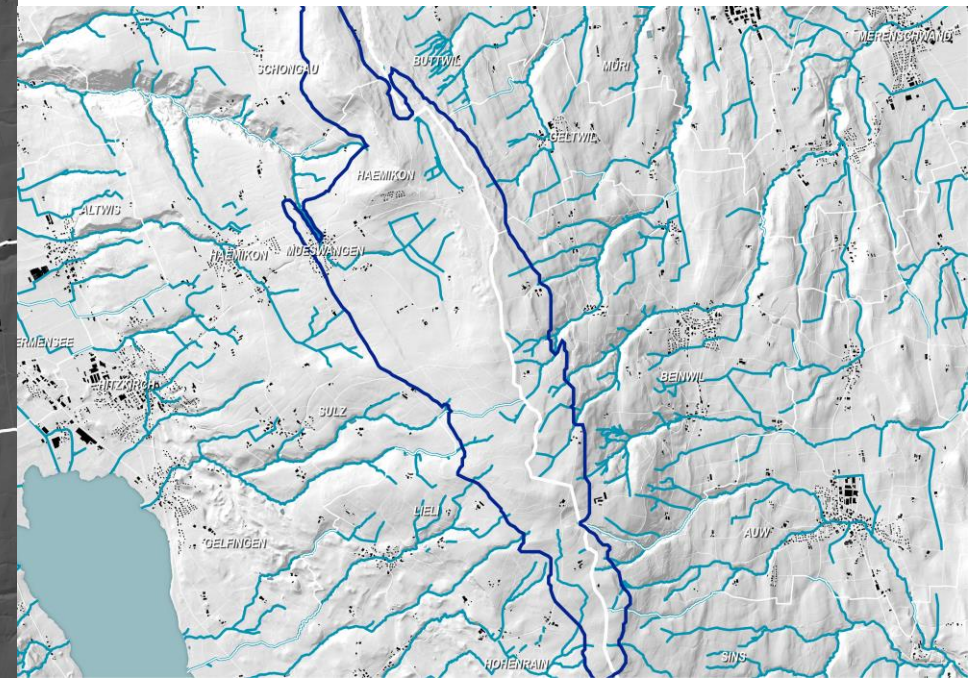 MERENSCHWAND
BUTTWIL
SCHONGAU
MURI
GELTWIL
HAEMIKON
ALTWIS
MUESWANGEN
HAEMIKON
ERMENSEE
BEINWIL
HITZKIRCH
SULZ
LIELI
AUW
GELFINGEN
SINS
HOHENRAIN